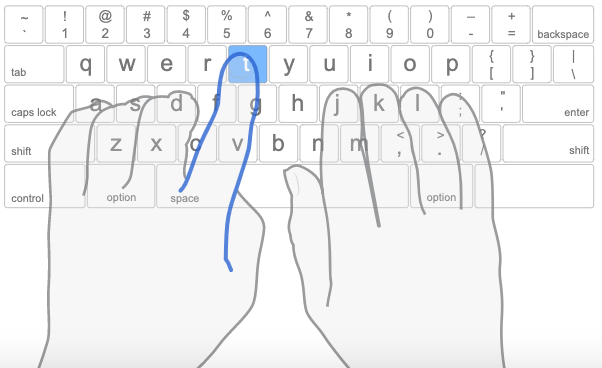 ~ ! @ # $ % ^ & * ( ) — +
` 1 2 3 4 5 6 7 8 9 0 - = backspace
tab q w e r t y u i o p { [ } ] | \
caps lock a s d f g h j k l : ; " ' enter
shift z x c v b n m < , > . ? / shift
control option space option